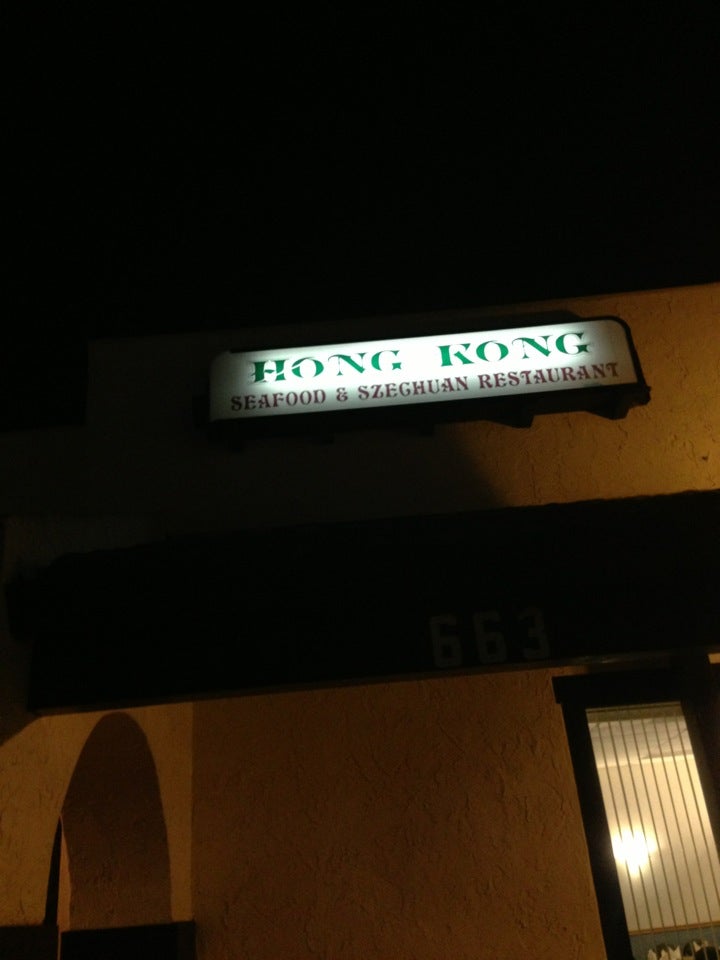 HONG KONG
SEAFOOD & SZECHUAN RESTAURANT
663